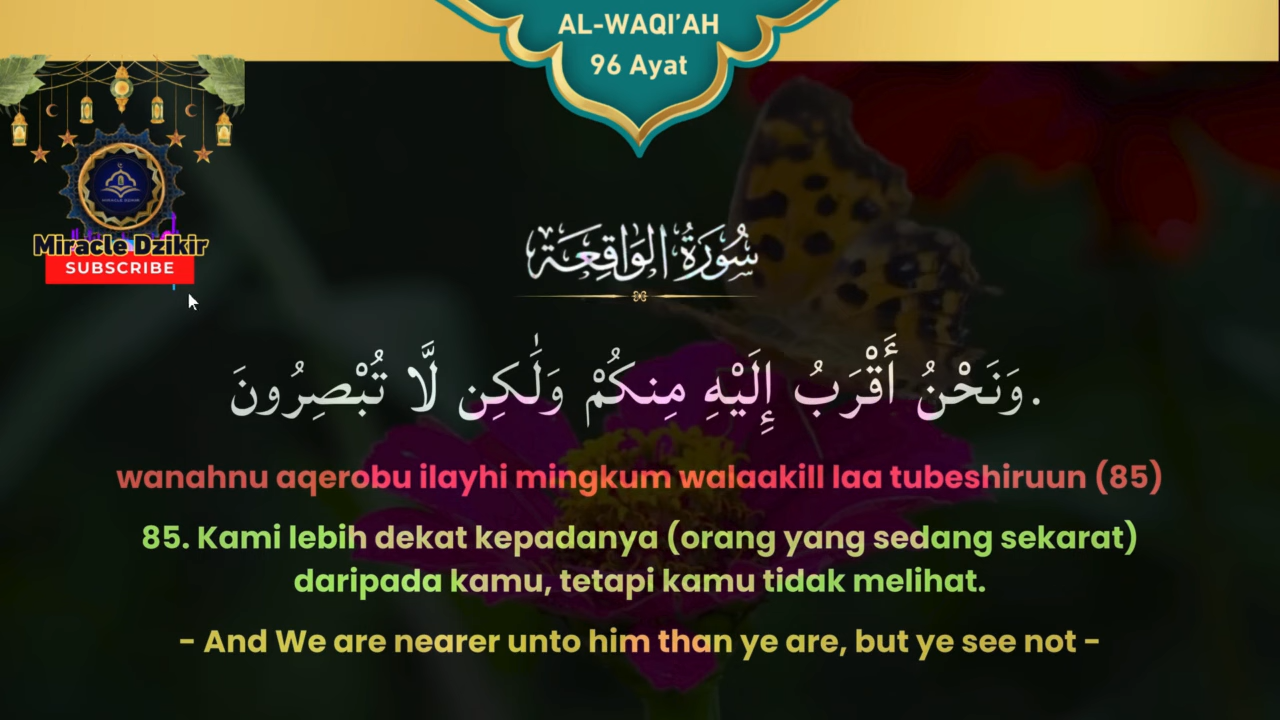 AL-WAQI'AH
96 Ayat
Miracle Dzikir
SUBSCRIBE
سُورَةُ الوَاقِعَة
وَنَحْنُ أَقْرَبُ إِلَيْهِ مِنكُمْ وَلَٰكِن لَّا تُبْصِرُونَ.
wanahnu aqerobu ilayhi mingkum walaakill laa tubeshiruun (85)
85. Kami lebih dekat kepadanya (orang yang sedang sekarat)
daripada kamu, tetapi kamu tidak melihat.
- And We are nearer unto him than ye are, but ye see not -